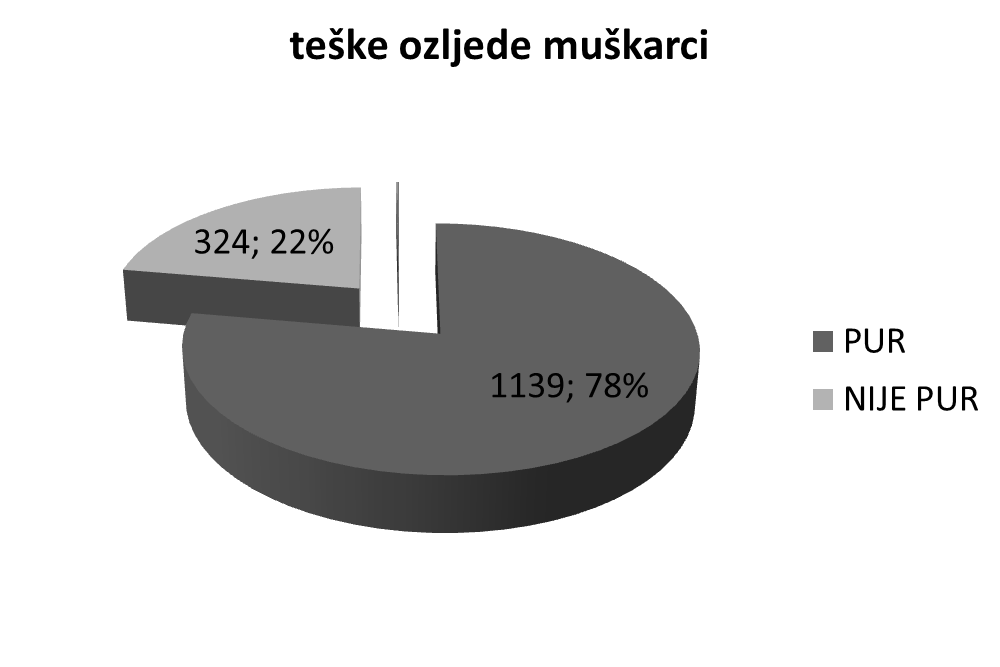 teške ozljede muškarci
324; 22%
1139; 78%
PUR
NIJE PUR